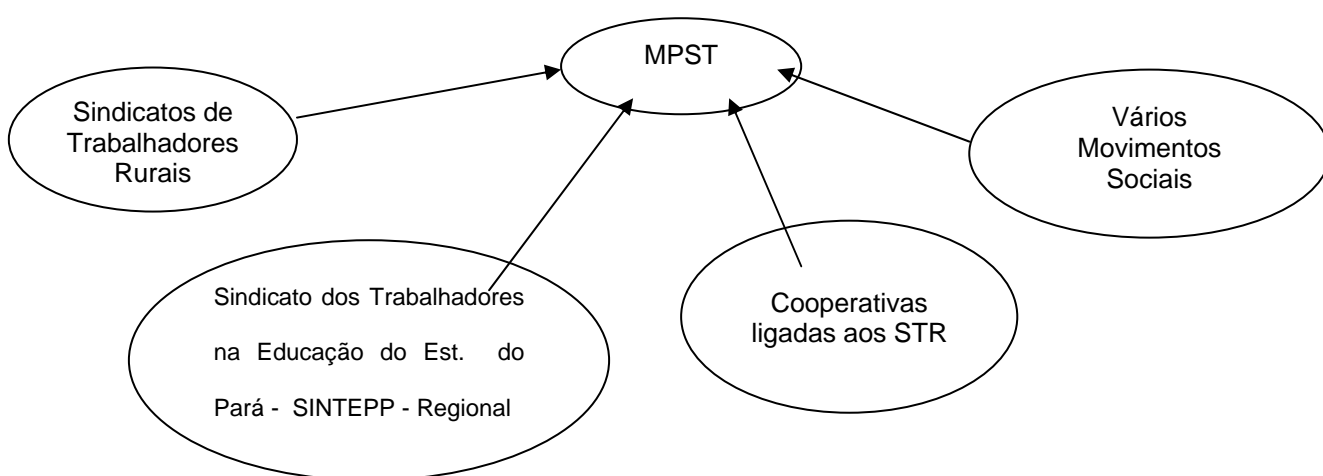 MPST
Sindicatos de
Trabalhadores
Rurais
Vários
Movimentos
Sociais
Sindicato dos Trabalhadores
na Educação do Est. do
Pará - SINTEPP - Regional
Cooperativas
ligadas aos STR